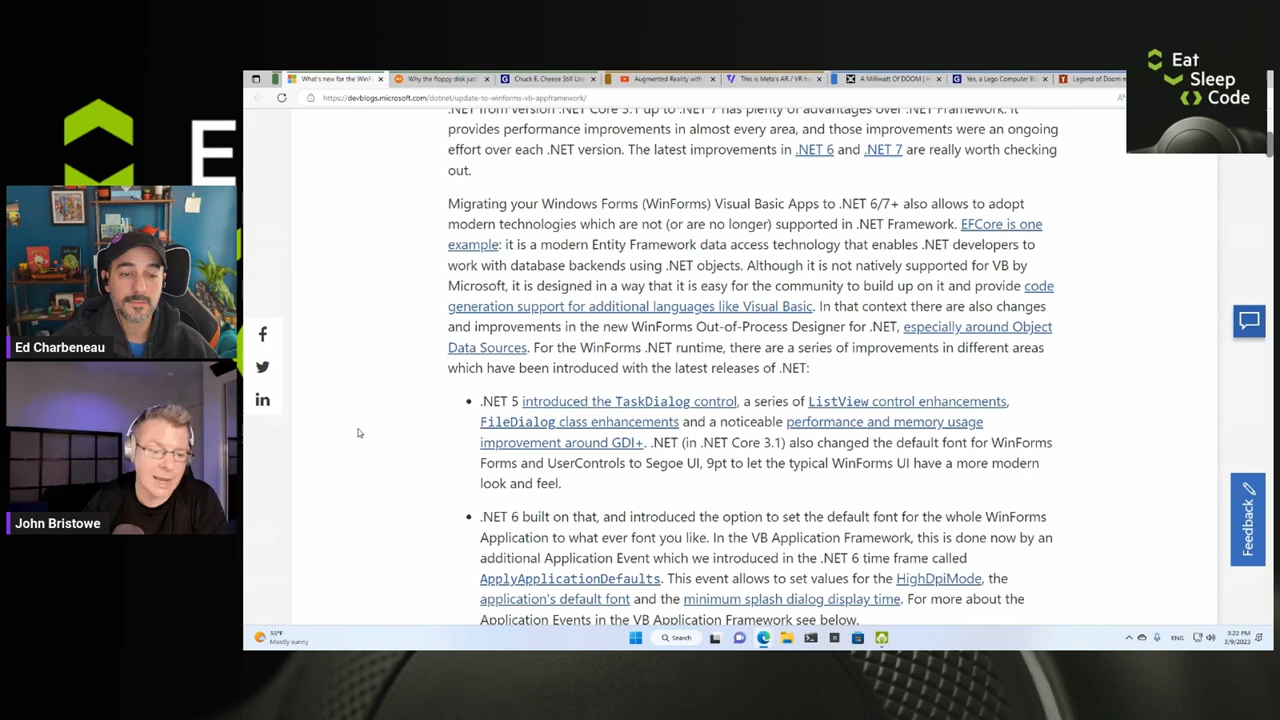 Eat
Sleep
Code
E
What's new for the WinF
Why the floppy disk just
Chuck E. Cheese Still Use
Augmented Reality with
This is Meta's AR / VR ha
A Milliwatt Of DOOM | H
Yes, a Lego Computer B
Legend of Doom m
https://devblogs.microsoft.com/dotnet/update-to-winforms-vb-appframework/
.NET from version .NET Core 3.1 up to .NET 7 has plenty of advantages over .NET Framework. It
provides performance improvements in almost every area, and those improvements were an ongoing
effort over each .NET version. The latest improvements in .NET 6 and .NET 7 are really worth checking
out.
Migrating your Windows Forms (WinForms) Visual Basic Apps to .NET 6/7+ also allows to adopt
modern technologies which are not (or are no longer) supported in .NET Framework. EFCore is one
example: it is a modern Entity Framework data access technology that enables .NET developers to
work with database backends using .NET objects. Although it is not natively supported for VB by
Microsoft, it is designed in a way that it is easy for the community to build up on it and provide code
generation support for additional languages like Visual Basic. In that context there are also changes
and improvements in the new WinForms Out-of-Process Designer for .NET, especially around Object
Data Sources. For the WinForms .NET runtime, there are a series of improvements in different areas
which have been introduced with the latest releases of .NET:
• .NET 5 introduced the TaskDialog control, a series of ListView control enhancements,
FileDialog class enhancements and a noticeable performance and memory usage
improvement around GDI+. .NET (in .NET Core 3.1) also changed the default font for WinForms
Forms and UserControls to Segoe UI, 9pt to let the typical WinForms UI have a more modern
look and feel.
• .NET 6 built on that, and introduced the option to set the default font for the whole WinForms
Application to what ever font you like. In the VB Application Framework, this is done now by an
additional Application Event which we introduced in the .NET 6 time frame called
ApplyApplicationDefaults. This event allows to set values for the HighDpiMode, the
application's default font and the minimum splash dialog display time. For more about the
Application Events in the VB Application Framework see below.
Feedback
Ed Charbeneau
John Bristowe
55°F
Mostly sunny
Search
ENG
3:22 PM
3/9/2023